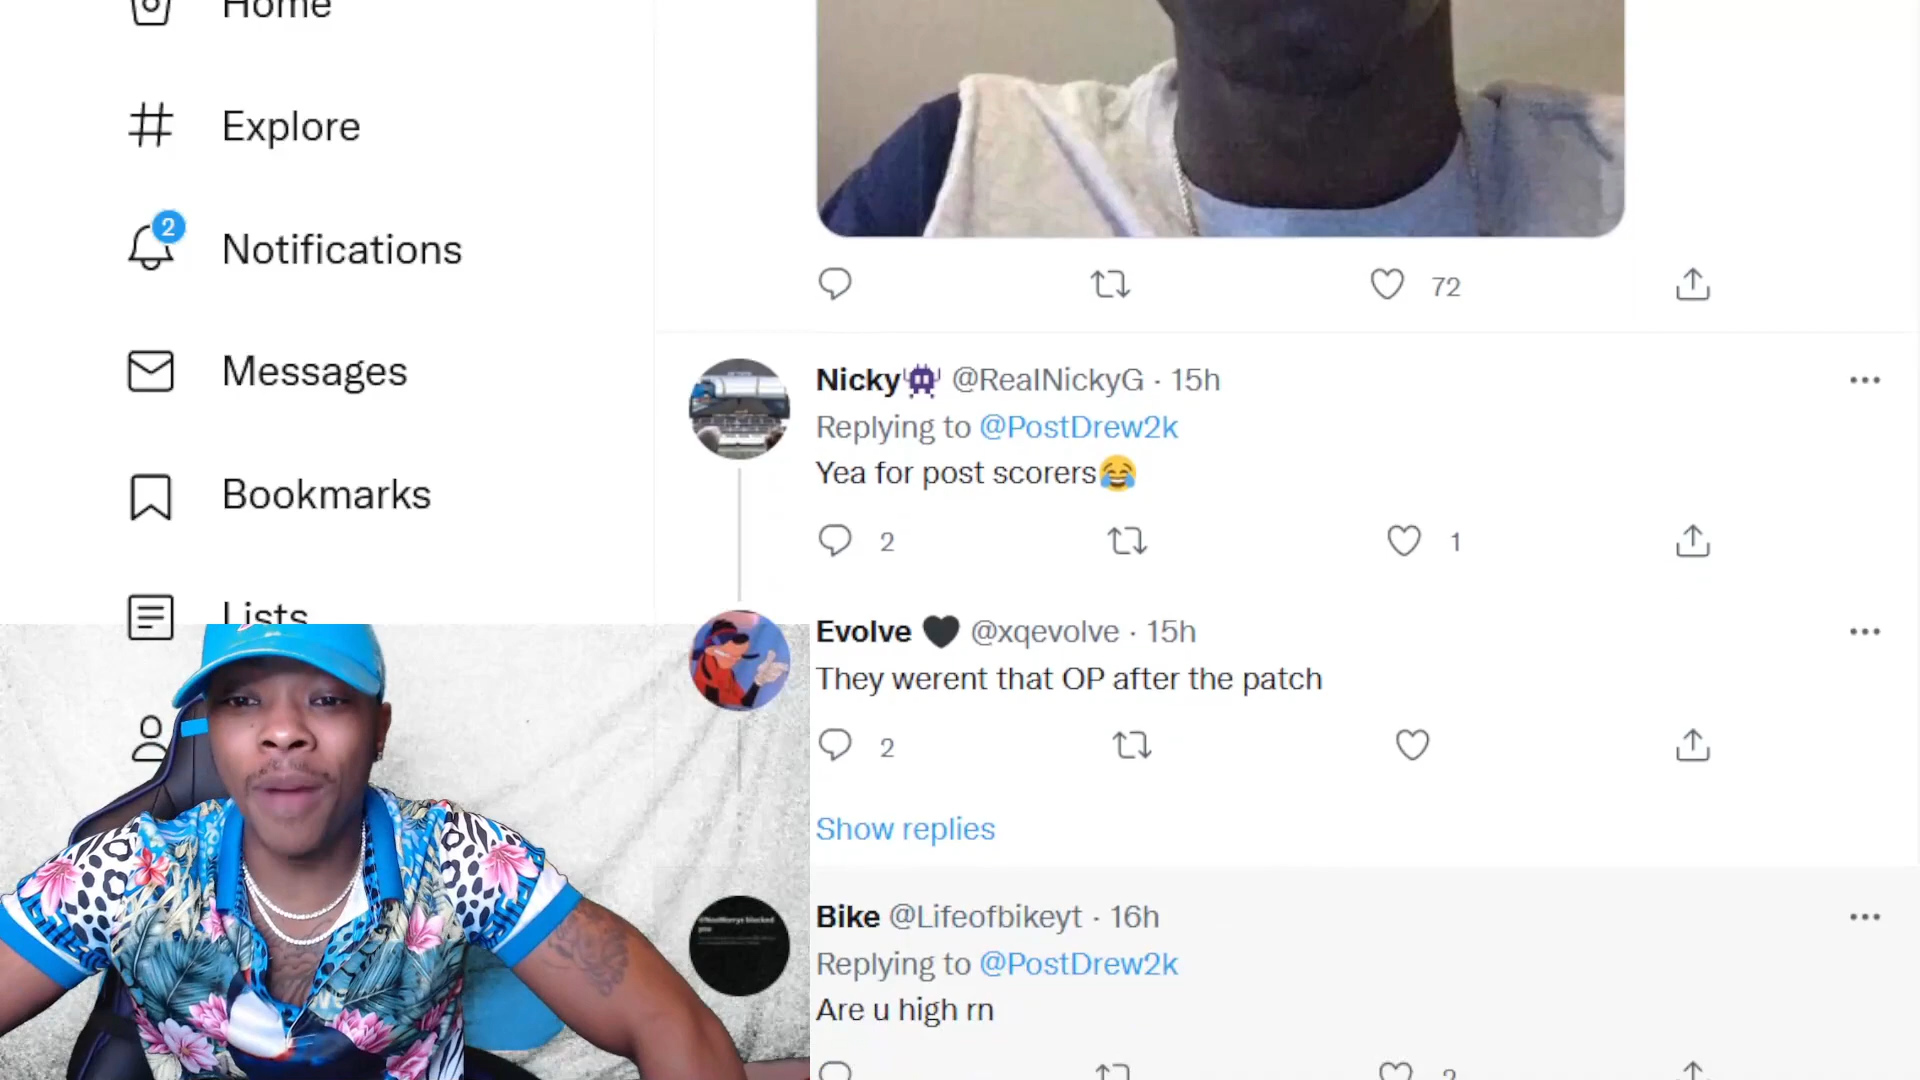 Home
Explore
2
Notifications
Messages
Bookmarks
Lists
72
Nicky @RealNickyG · 15h
Replying to @PostDrew2k
Yea for post scorers😂
2
1
Evolve 🖤 @xqevolve · 15h
They werent that OP after the patch
2
Show replies
Bike @Lifeofbikeyt · 16h
Replying to @PostDrew2k
Are u high rn
2